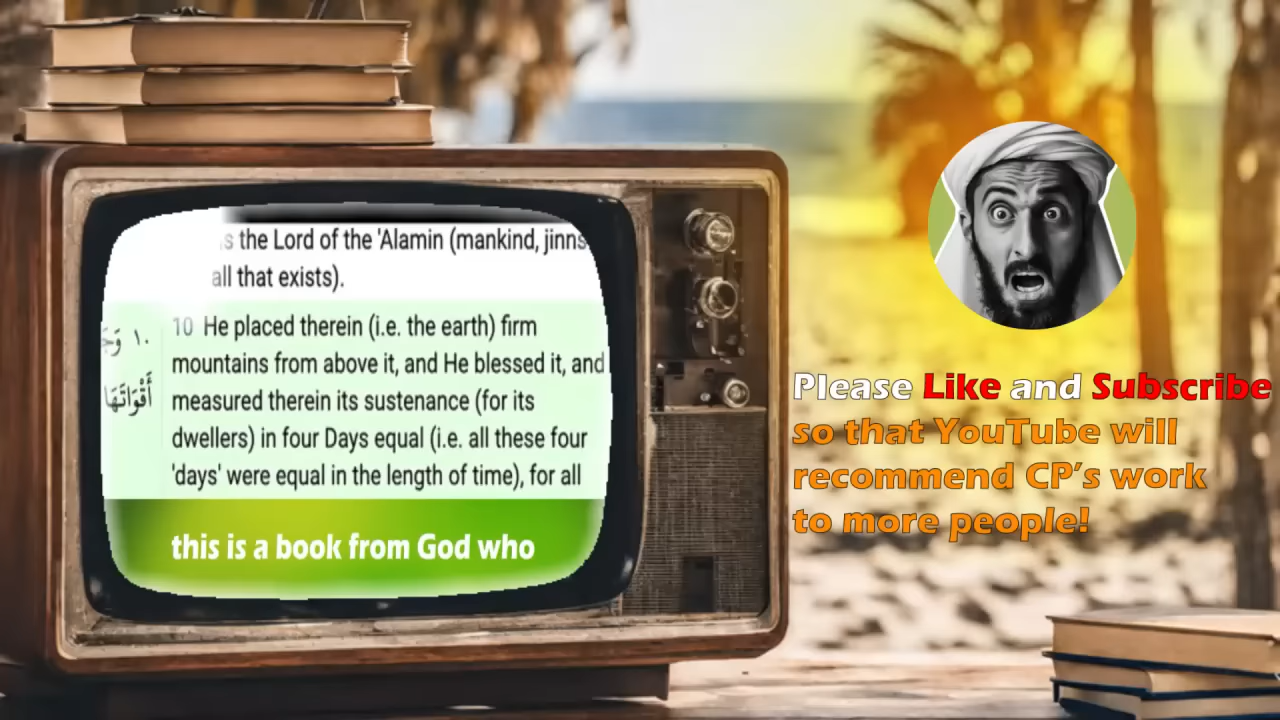 s the Lord of the 'Alamin (mankind, jinns
all that exists).
10 He placed therein (i.e. the earth) firm
mountains from above it, and He blessed it, and
measured therein its sustenance (for its
dwellers) in four Days equal (i.e. all these four
'days' were equal in the length of time), for all
١٠
أَقْوَاتَهَا
this is a book from God who
Please Like and Subscribe
so that YouTube will
recommend CP's work
to more people!